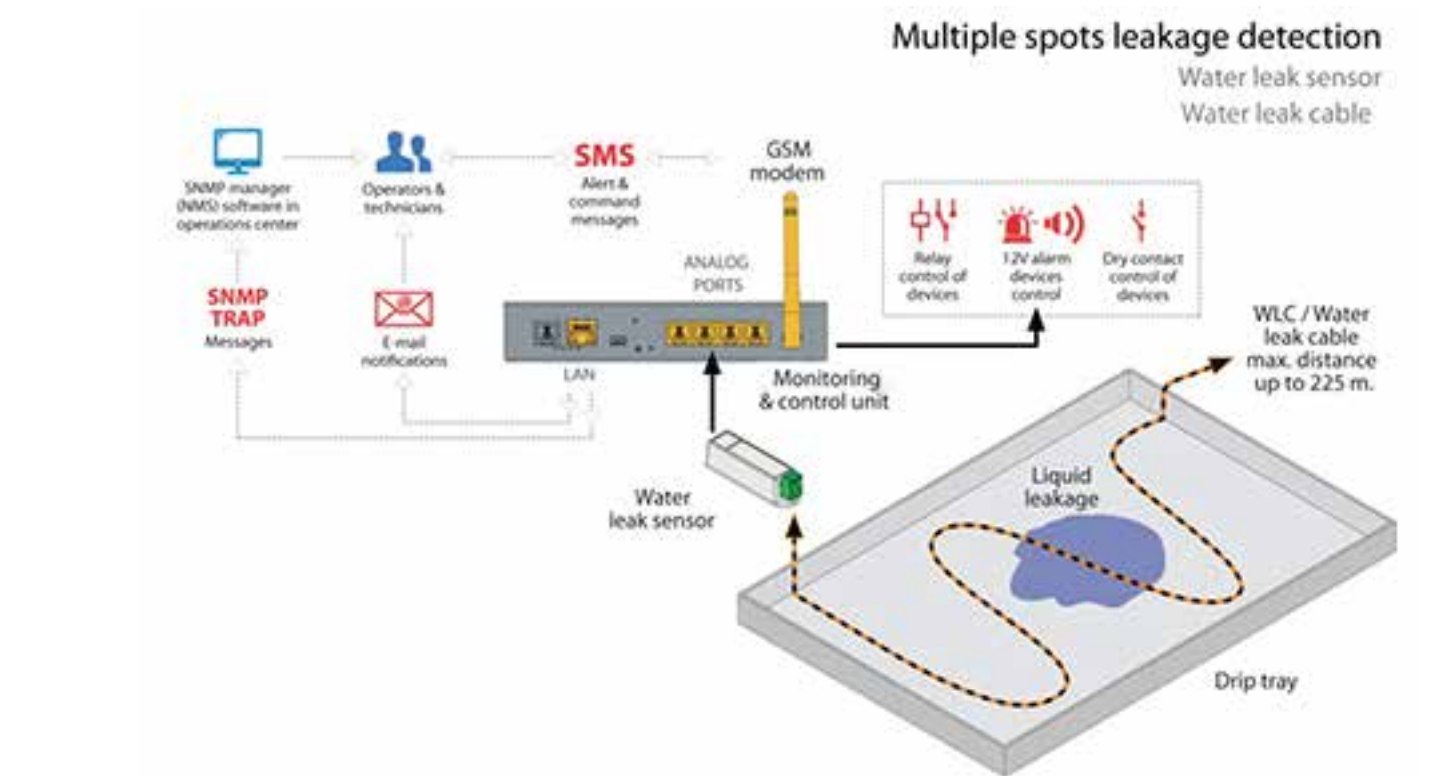 Multiple spots leakage detection
Water leak sensor
Water leak cable
GSM
modem
SMS
Alert &
command
messages
Operators &
technicians
SNMP manager
(NMS) software in
operations center
SNMP
TRAP
Messages
E-mail
notifications
ANALOG
PORTS
LAN
Monitoring
& control unit
Relay
control of
devices
12V alarm
devices
control
Dry contact
control of
devices
WLC / Water
leak cable
max. distance
up to 225 m.
Water
leak sensor
Liquid
leakage
Drip tray